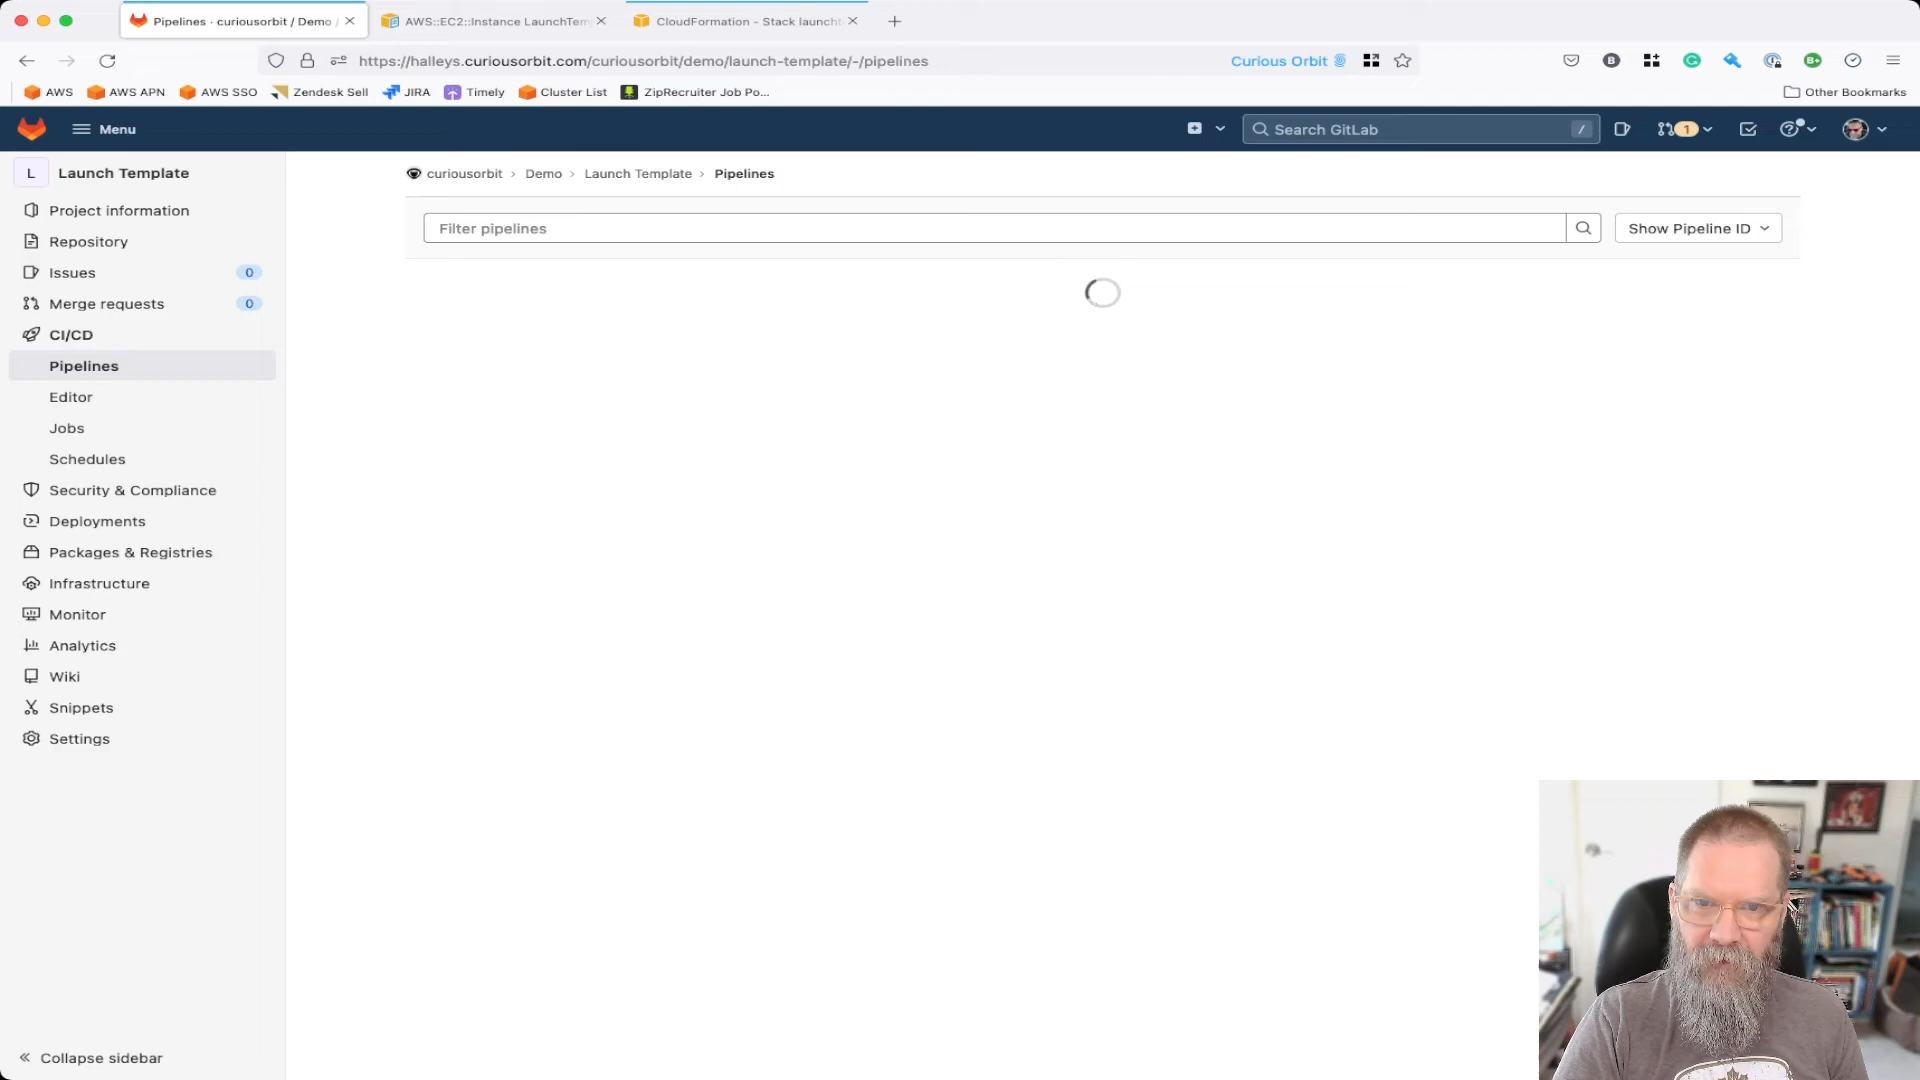 Pipelines · curiousorbit / Demo /
AWS::EC2::Instance LaunchTem
CloudFormation - Stack launcht
https://halleys.curiousorbit.com/curiousorbit/demo/launch-template/-/pipelines
Curious Orbit
AWS
AWS APN
AWS SSO
Zendesk Sell
JIRA
Timely
Cluster List
ZipRecruiter Job Po...
Other Bookmarks
Menu
Search GitLab
/
1
L
Launch Template
curiousorbit › Demo › Launch Template › Pipelines
Project information
Repository
Issues 0
Merge requests 0
CI/CD
Pipelines
Editor
Jobs
Schedules
Security & Compliance
Deployments
Packages & Registries
Infrastructure
Monitor
Analytics
Wiki
Snippets
Settings
Collapse sidebar
Filter pipelines
Show Pipeline ID